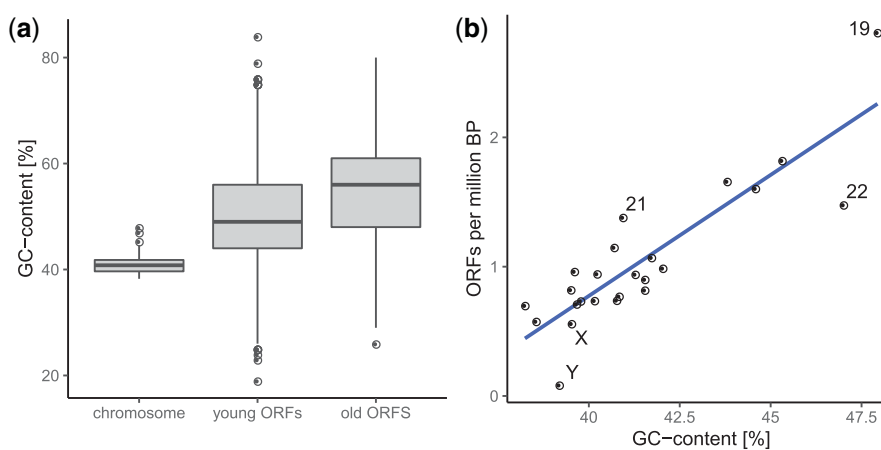 (a)
GC−content [%]
80
60
40
20
chromosome
young ORFs
old ORFS
(b)
ORFs per million BP
2
1
0
19
22
21
X
Y
40
42.5
45
47.5
GC−content [%]